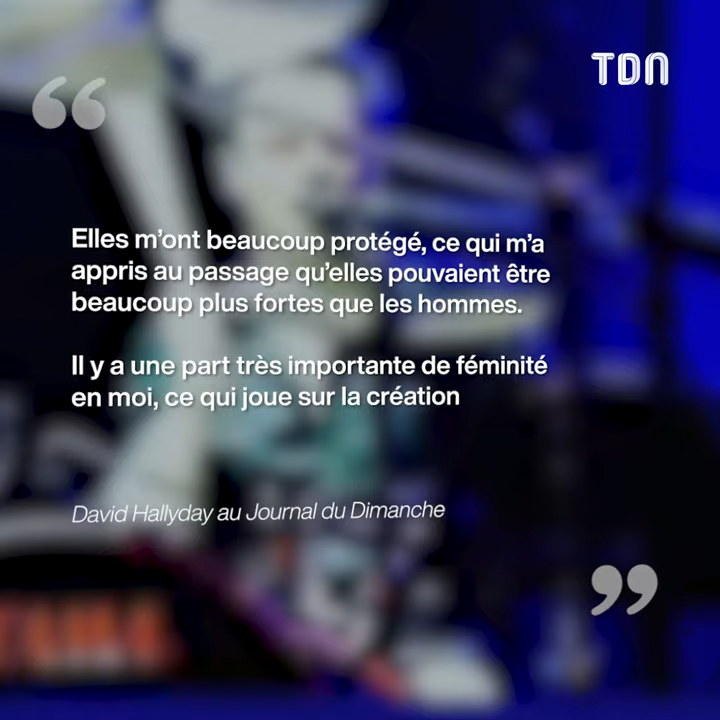 TDN
“
Elles m’ont beaucoup protégé, ce qui m’a
appris au passage qu’elles pouvaient être
beaucoup plus fortes que les hommes.
Il y a une part très importante de féminité
en moi, ce qui joue sur la création
David Hallyday au Journal du Dimanche
”